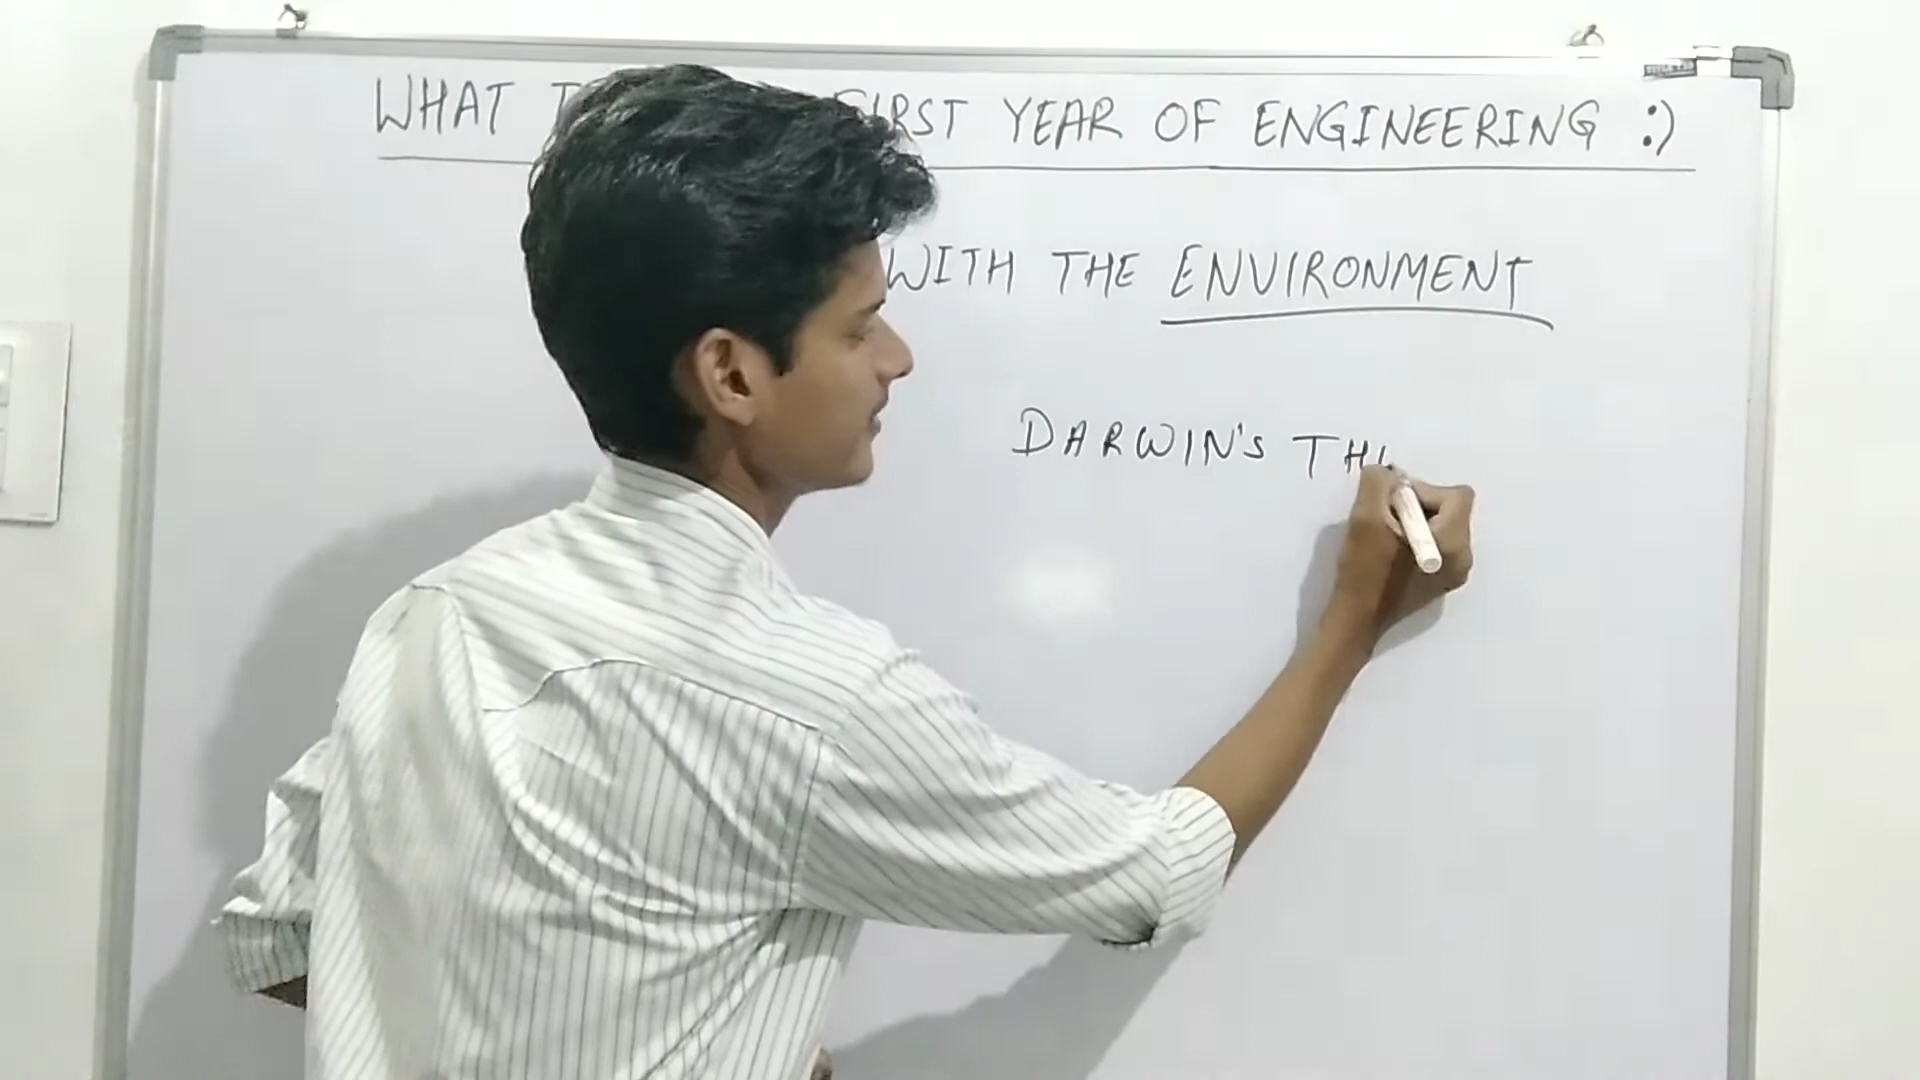 WHAT FIRST YEAR OF ENGINEERING :)
WITH THE ENVIRONMENT
DARWIN'S TH